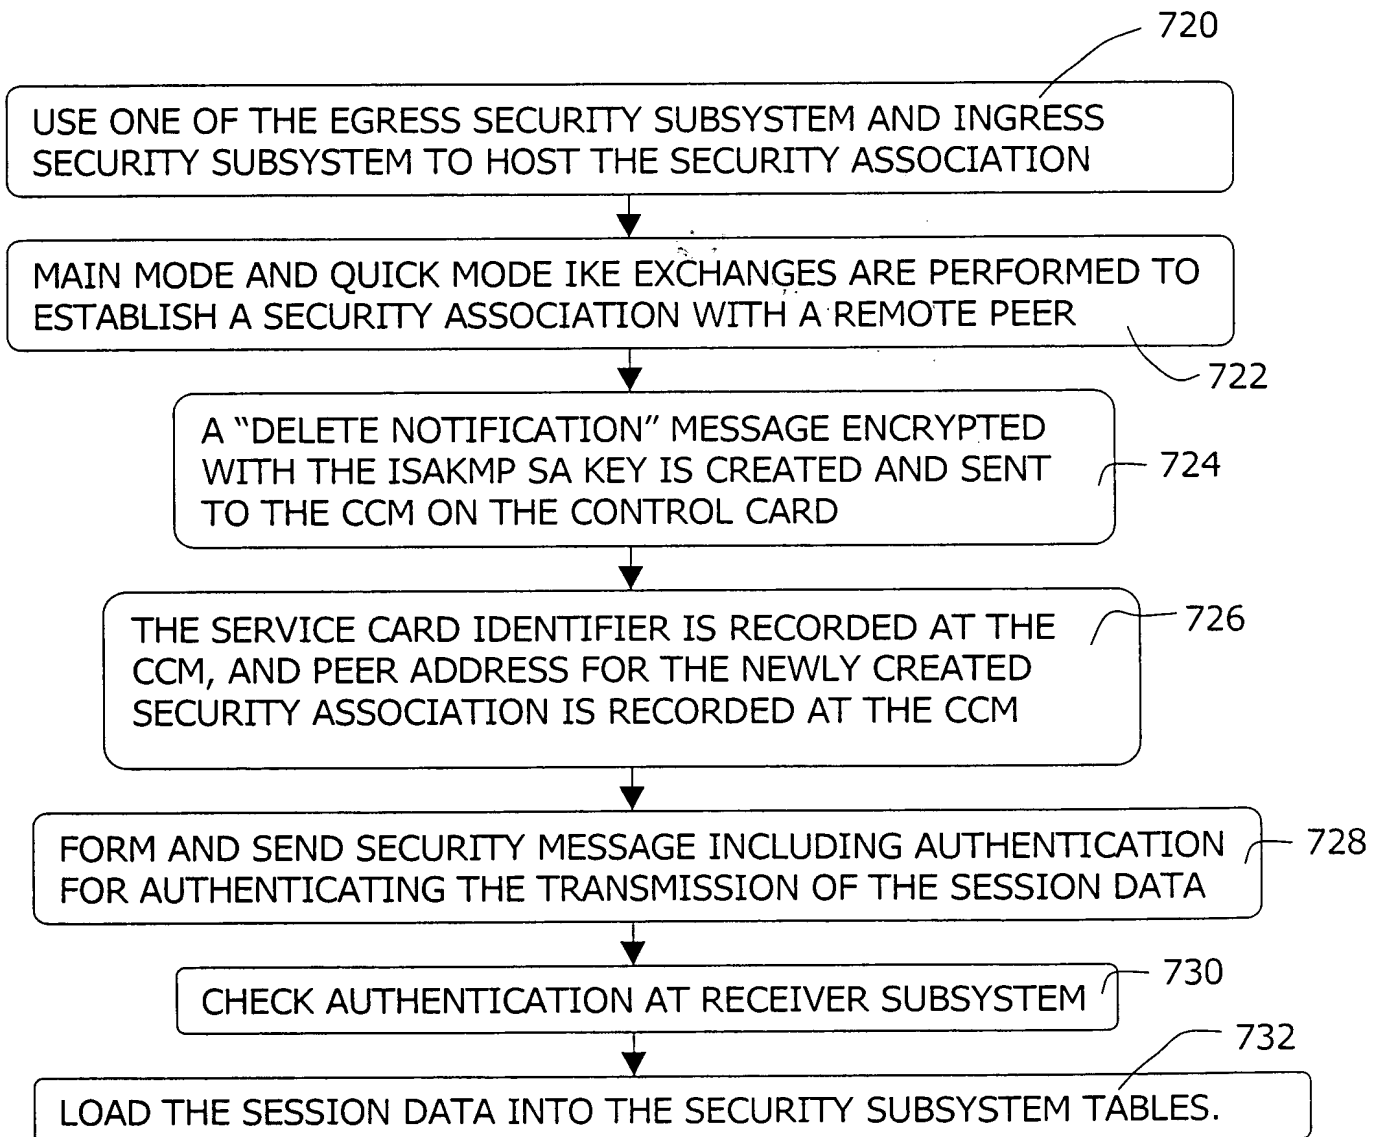 720
USE ONE OF THE EGRESS SECURITY SUBSYSTEM AND INGRESS
SECURITY SUBSYSTEM TO HOST THE SECURITY ASSOCIATION
MAIN MODE AND QUICK MODE IKE EXCHANGES ARE PERFORMED TO
ESTABLISH A SECURITY ASSOCIATION WITH A REMOTE PEER
722
A “DELETE NOTIFICATION” MESSAGE ENCRYPTED
WITH THE ISAKMP SA KEY IS CREATED AND SENT
TO THE CCM ON THE CONTROL CARD
724
THE SERVICE CARD IDENTIFIER IS RECORDED AT THE
CCM, AND PEER ADDRESS FOR THE NEWLY CREATED
SECURITY ASSOCIATION IS RECORDED AT THE CCM
726
FORM AND SEND SECURITY MESSAGE INCLUDING AUTHENTICATION
FOR AUTHENTICATING THE TRANSMISSION OF THE SESSION DATA
728
CHECK AUTHENTICATION AT RECEIVER SUBSYSTEM
730
732
LOAD THE SESSION DATA INTO THE SECURITY SUBSYSTEM TABLES.